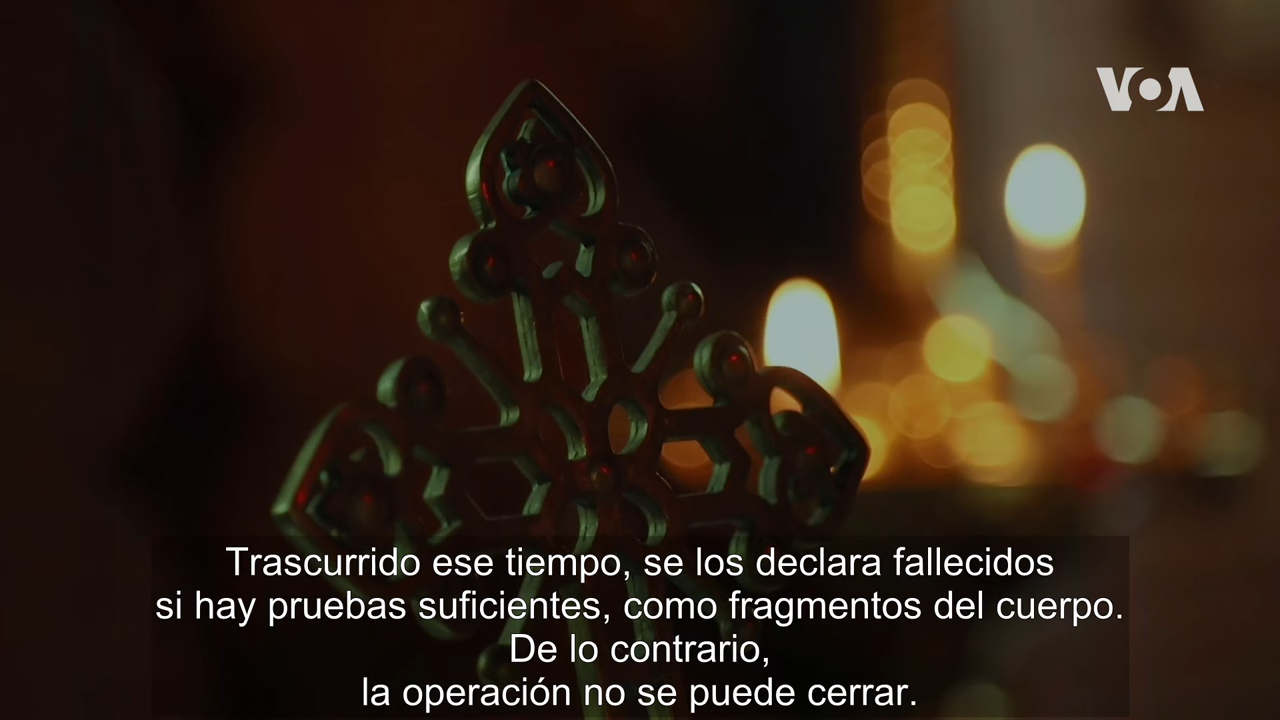 VOA
Trascurrido ese tiempo, se los declara fallecidos
si hay pruebas suficientes, como fragmentos del cuerpo.
De lo contrario,
la operación no se puede cerrar.